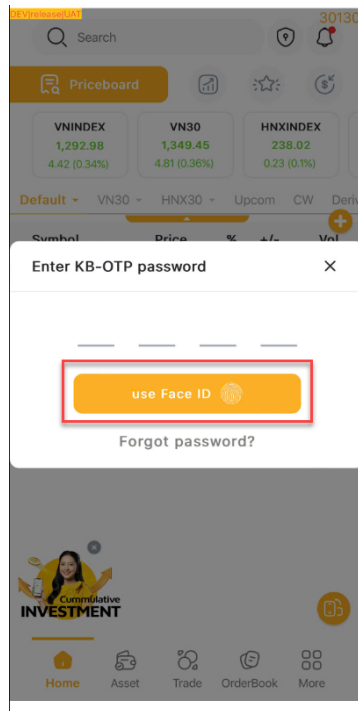 DEV|release|UAT
30130
Search
Priceboard
VNINDEX VN30 HNXINDEX
1,292.98 1,349.45 238.02
4.42 (0.34%) 4.81 (0.36%) 0.23 (0.1%)
Default VN30 HNX30 Upcom CW Deriv
Symbol Price % +/- Vol
Enter KB-OTP password
use Face ID
Forgot password?
Cummulative
INVESTMENT
Home Asset Trade OrderBook More